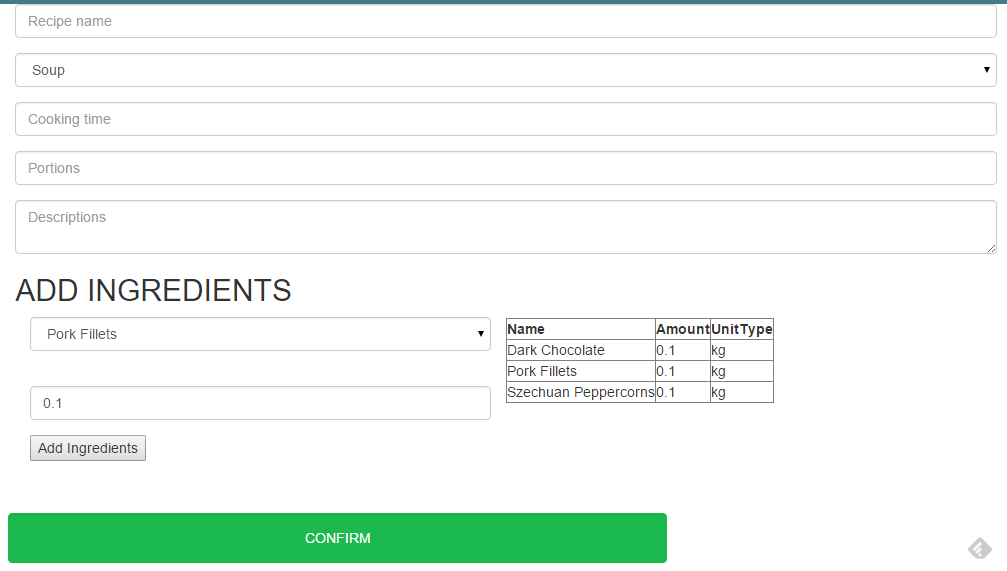 Recipe name
Soup
Cooking time
Portions
Descriptions
ADD INGREDIENTS
Pork Fillets
0.1
Add Ingredients
Name Amount UnitType
Dark Chocolate 0.1 kg
Pork Fillets 0.1 kg
Szechuan Peppercorns 0.1 kg
CONFIRM